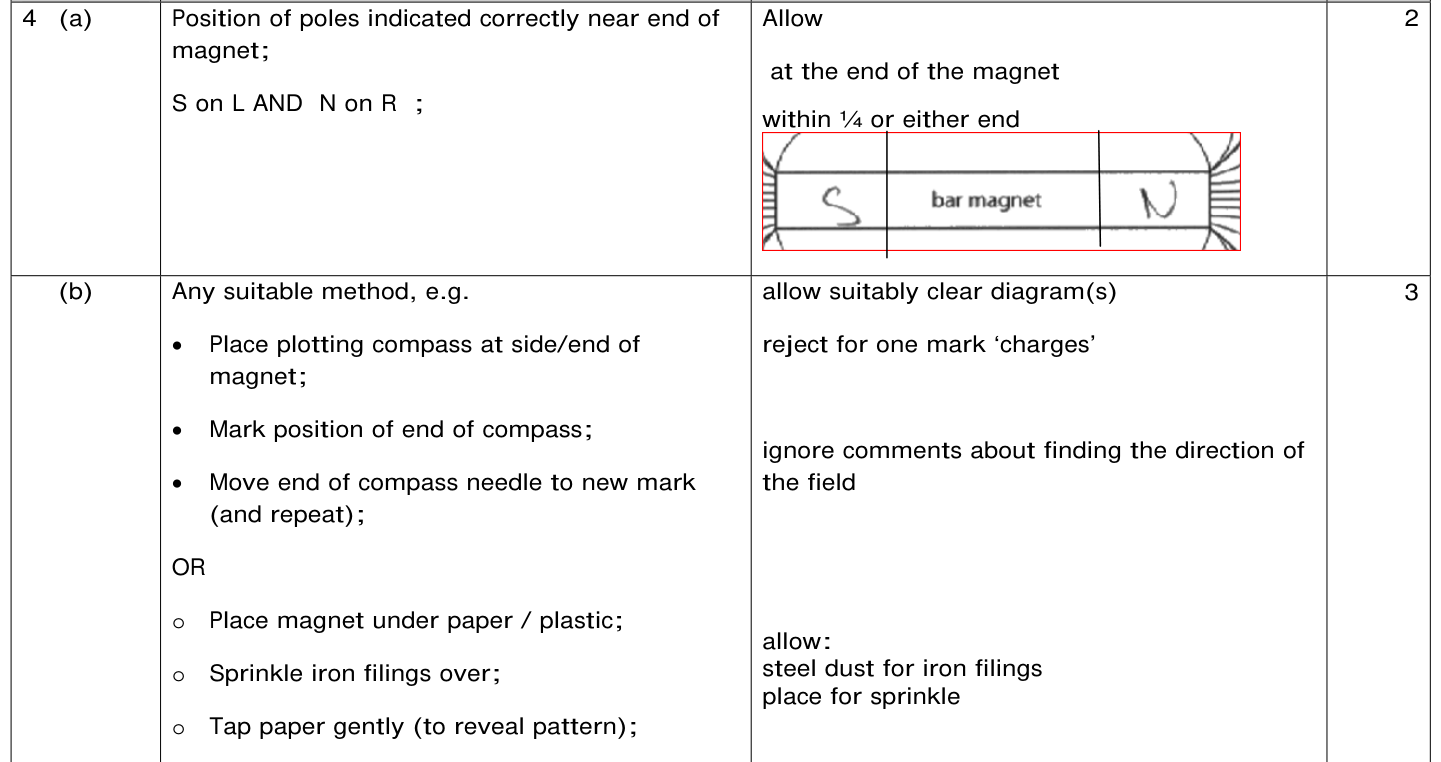 4 (a) Position of poles indicated correctly near end of
magnet;
S on L AND N on R ;
Allow
at the end of the magnet
within ¼ or either end
S bar magnet N
2
(b) Any suitable method, e.g.
• Place plotting compass at side/end of
magnet;
• Mark position of end of compass;
• Move end of compass needle to new mark
(and repeat);
OR
○ Place magnet under paper / plastic;
○ Sprinkle iron filings over;
○ Tap paper gently (to reveal pattern);
allow suitably clear diagram(s)
reject for one mark ‘charges’
ignore comments about finding the direction of
the field
allow:
steel dust for iron filings
place for sprinkle
3